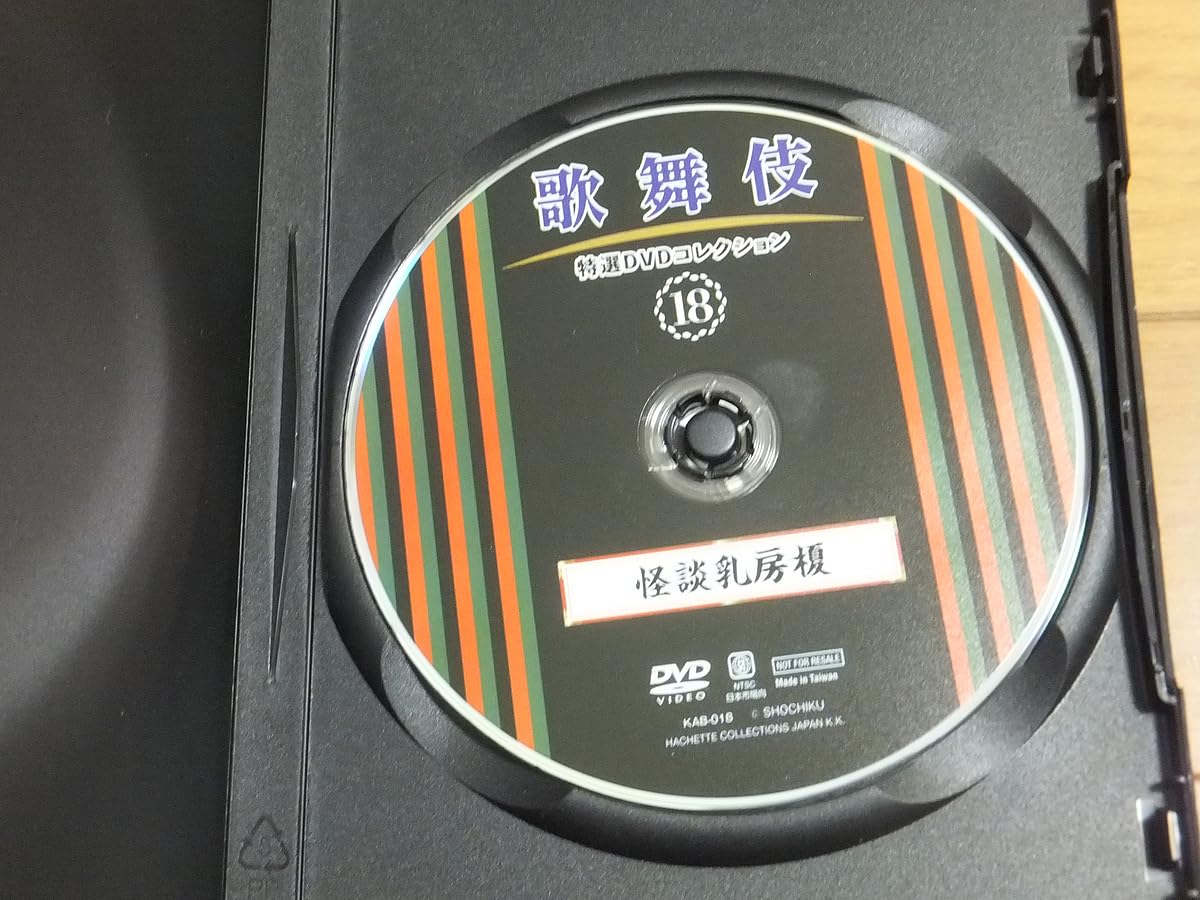 歌舞伎
特選DVDコレクション
18
怪談乳房榎
DVD
VIDEO
2
NTSC
日本市場向
NOT FOR RESALE
Made in Taiwan
KAB-018 © SHOCHIKU
HACHETTE COLLECTIONS JAPAN K.K.